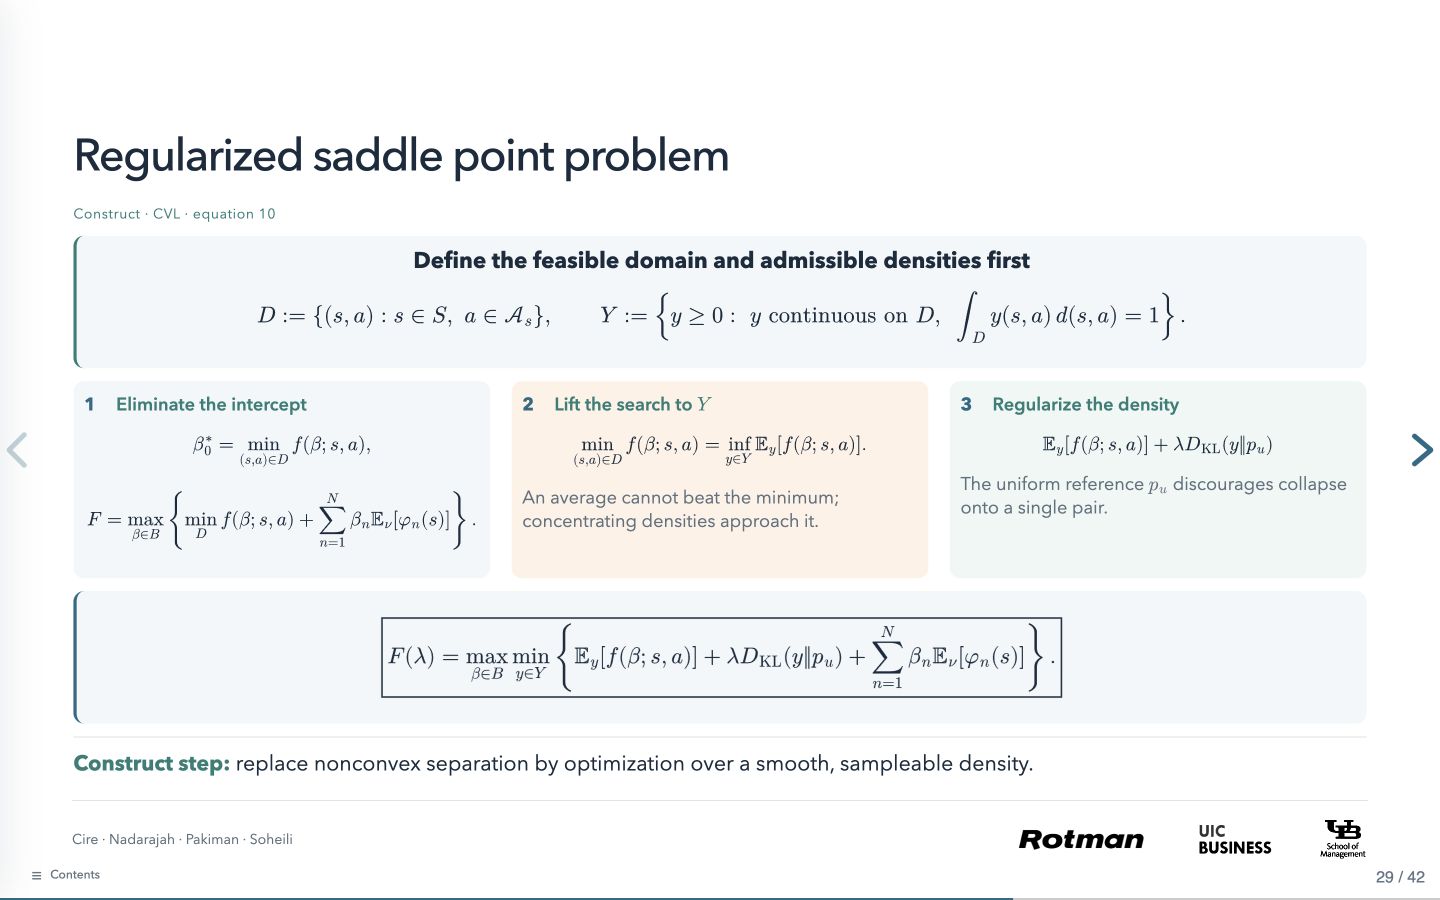 Regularized saddle point problem
Construct · CVL · equation 10
Define the feasible domain and admissible densities first
D := {(s, a) : s ∈ S, a ∈ 𝒜_s},  Y := {y ≥ 0 : y continuous on D, ∫_D y(s, a) d(s, a) = 1}.
1 Eliminate the intercept
β₀* = min_{(s,a)∈D} f(β; s, a),
F = max_{β∈B} {min_D f(β; s, a) + ∑_{n=1}^N β_n 𝔼_ν[φ_n(s)]}.
2 Lift the search to Y
min_{(s,a)∈D} f(β; s, a) = inf_{y∈Y} 𝔼_y[f(β; s, a)].
An average cannot beat the minimum;
concentrating densities approach it.
3 Regularize the density
𝔼_y[f(β; s, a)] + λD_KL(y‖p_u)
The uniform reference p_u discourages collapse
onto a single pair.
F(λ) = max_{β∈B} min_{y∈Y} {𝔼_y[f(β; s, a)] + λD_KL(y‖p_u) + ∑_{n=1}^N β_n 𝔼_ν[φ_n(s)]}.
Construct step: replace nonconvex separation by optimization over a smooth, sampleable density.
Cire · Nadarajah · Pakiman · Soheili
Rotman
UIC
BUSINESS
UB
School of
Management
≡ Contents
29 / 42